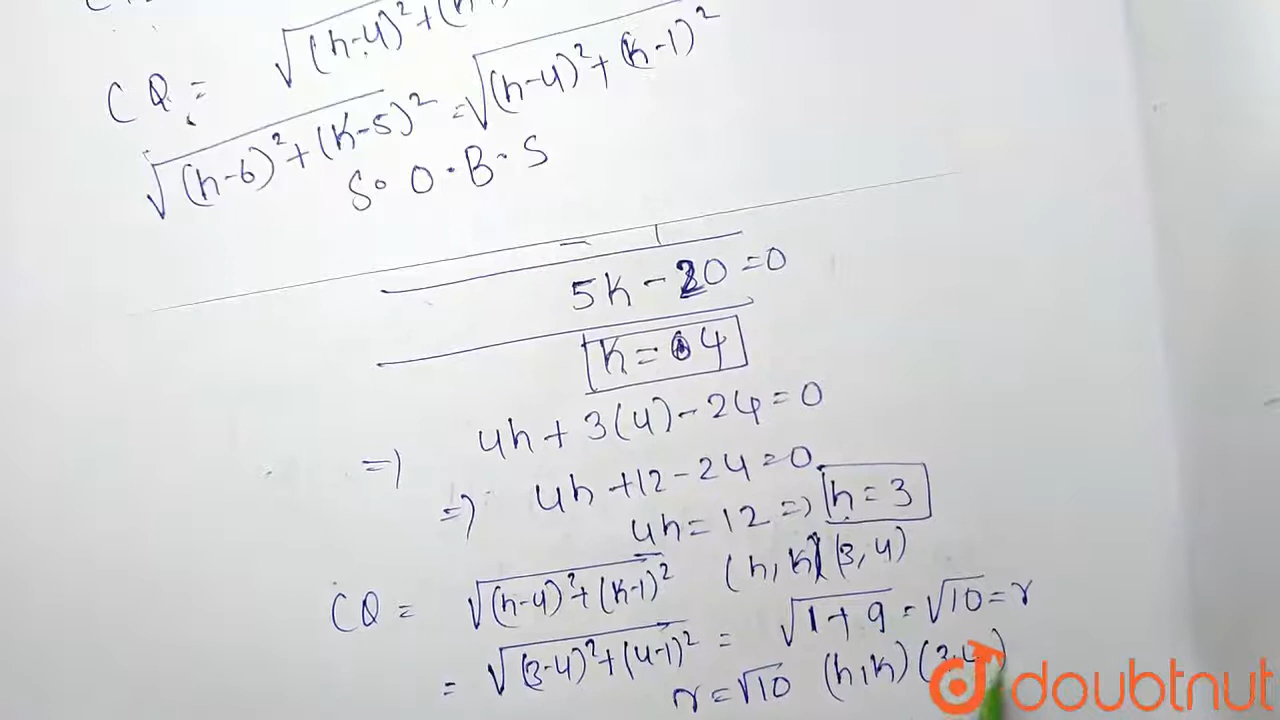 CQ = √(h-4)²+(k-
√(h-6)²+(k-5)² = √(h-4)²+(k-1)²
S·O·B·S
5k-20=0
k=4
=) 4h+3(4)-24=0
=) 4h+12-24=0
4h=12 =) h=3
CQ = √(h-4)²+(k-1)² (h,k)(3,4)
= √(3-4)²+(4-1)² = √1+9 = √10=r
r=√10 (h,k)(3,4)
doubtnut